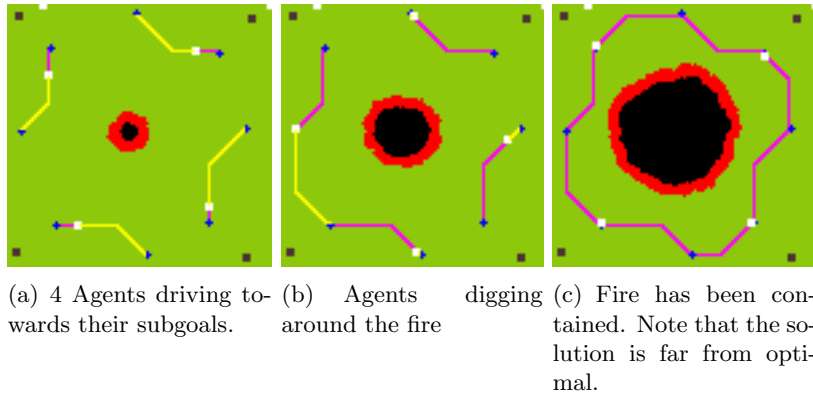 (a) 4 Agents driving to-
wards their subgoals.
(b) Agents digging
around the fire
(c) Fire has been con-
tained. Note that the so-
lution is far from opti-
mal.